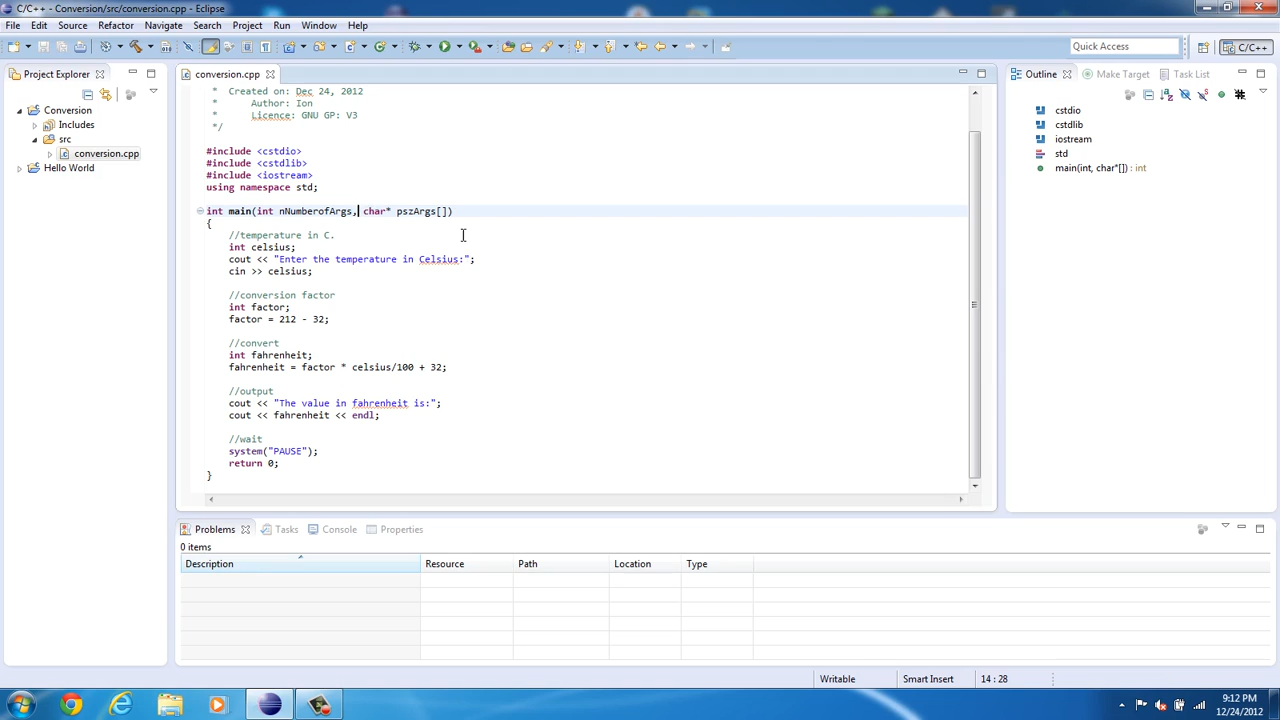 C/C++ - Conversion/src/conversion.cpp - Eclipse
File Edit Source Refactor Navigate Search Project Run Window Help
Quick Access
C/C++
Project Explorer
conversion.cpp
Outline
Make Target
Task List
Conversion
Includes
src
conversion.cpp
Hello World
* Created on: Dec 24, 2012
* Author: Ion
* Licence: GNU GP: V3
*/
#include <cstdio>
#include <cstdlib>
#include <iostream>
using namespace std;
int main(int nNumberofArgs, char* pszArgs[])
{
//temperature in C.
int celsius;
cout << "Enter the temperature in Celsius:";
cin >> celsius;
//conversion factor
int factor;
factor = 212 - 32;
//convert
int fahrenheit;
fahrenheit = factor * celsius/100 + 32;
//output
cout << "The value in fahrenheit is:";
cout << fahrenheit << endl;
//wait
system("PAUSE");
return 0;
}
cstdio
cstdlib
iostream
std
main(int, char*[]) : int
Problems
Tasks
Console
Properties
0 items
Description Resource Path Location Type
Writable Smart Insert 14 : 28
9:12 PM
12/24/2012